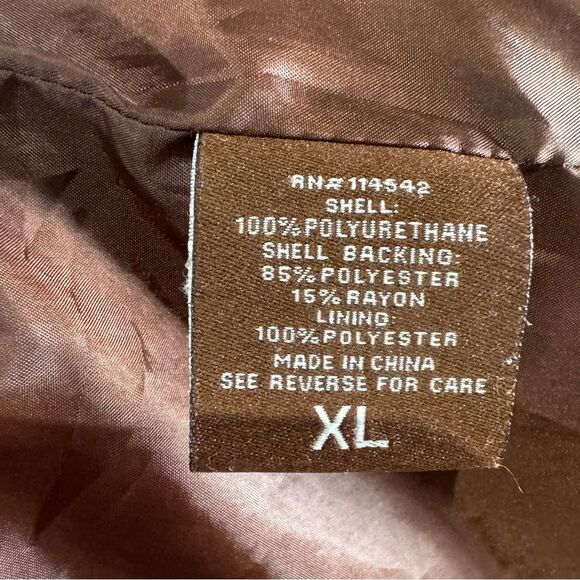 RN# 114542
SHELL:
100% POLYURETHANE
SHELL BACKING:
85% POLYESTER
15% RAYON
LINING:
100% POLYESTER
MADE IN CHINA
SEE REVERSE FOR CARE
XL